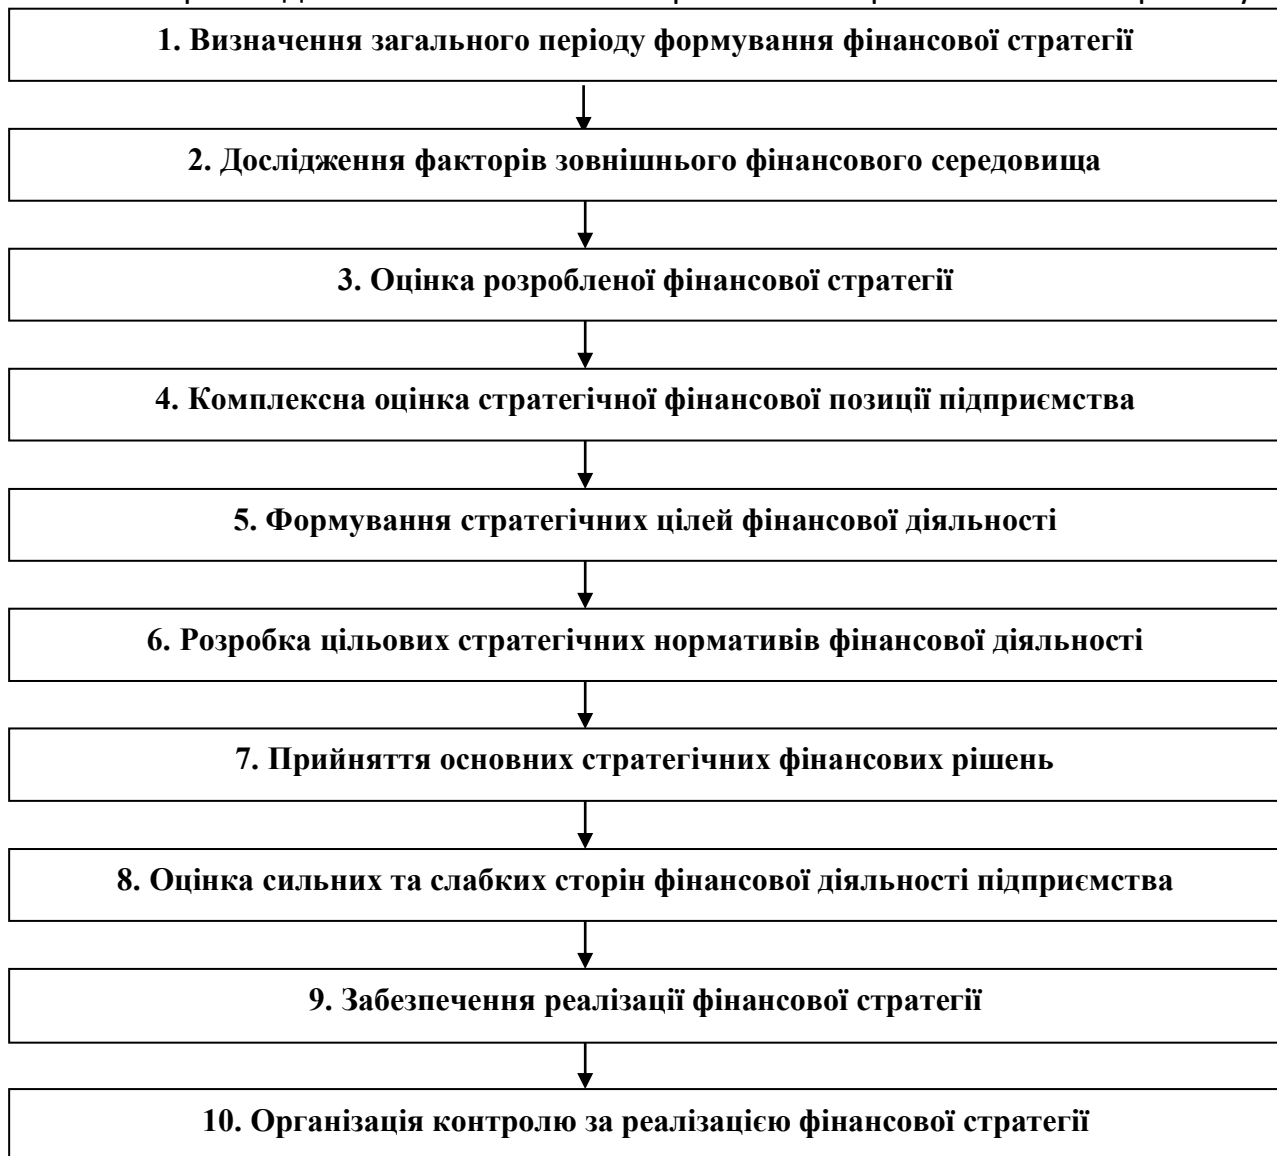 1. Визначення загального періоду формування фінансової стратегії
2. Дослідження факторів зовнішнього фінансового середовища
3. Оцінка розробленої фінансової стратегії
4. Комплексна оцінка стратегічної фінансової позиції підприємства
5. Формування стратегічних цілей фінансової діяльності
6. Розробка цільових стратегічних нормативів фінансової діяльності
7. Прийняття основних стратегічних фінансових рішень
8. Оцінка сильних та слабких сторін фінансової діяльності підприємства
9. Забезпечення реалізації фінансової стратегії
10. Організація контролю за реалізацією фінансової стратегії